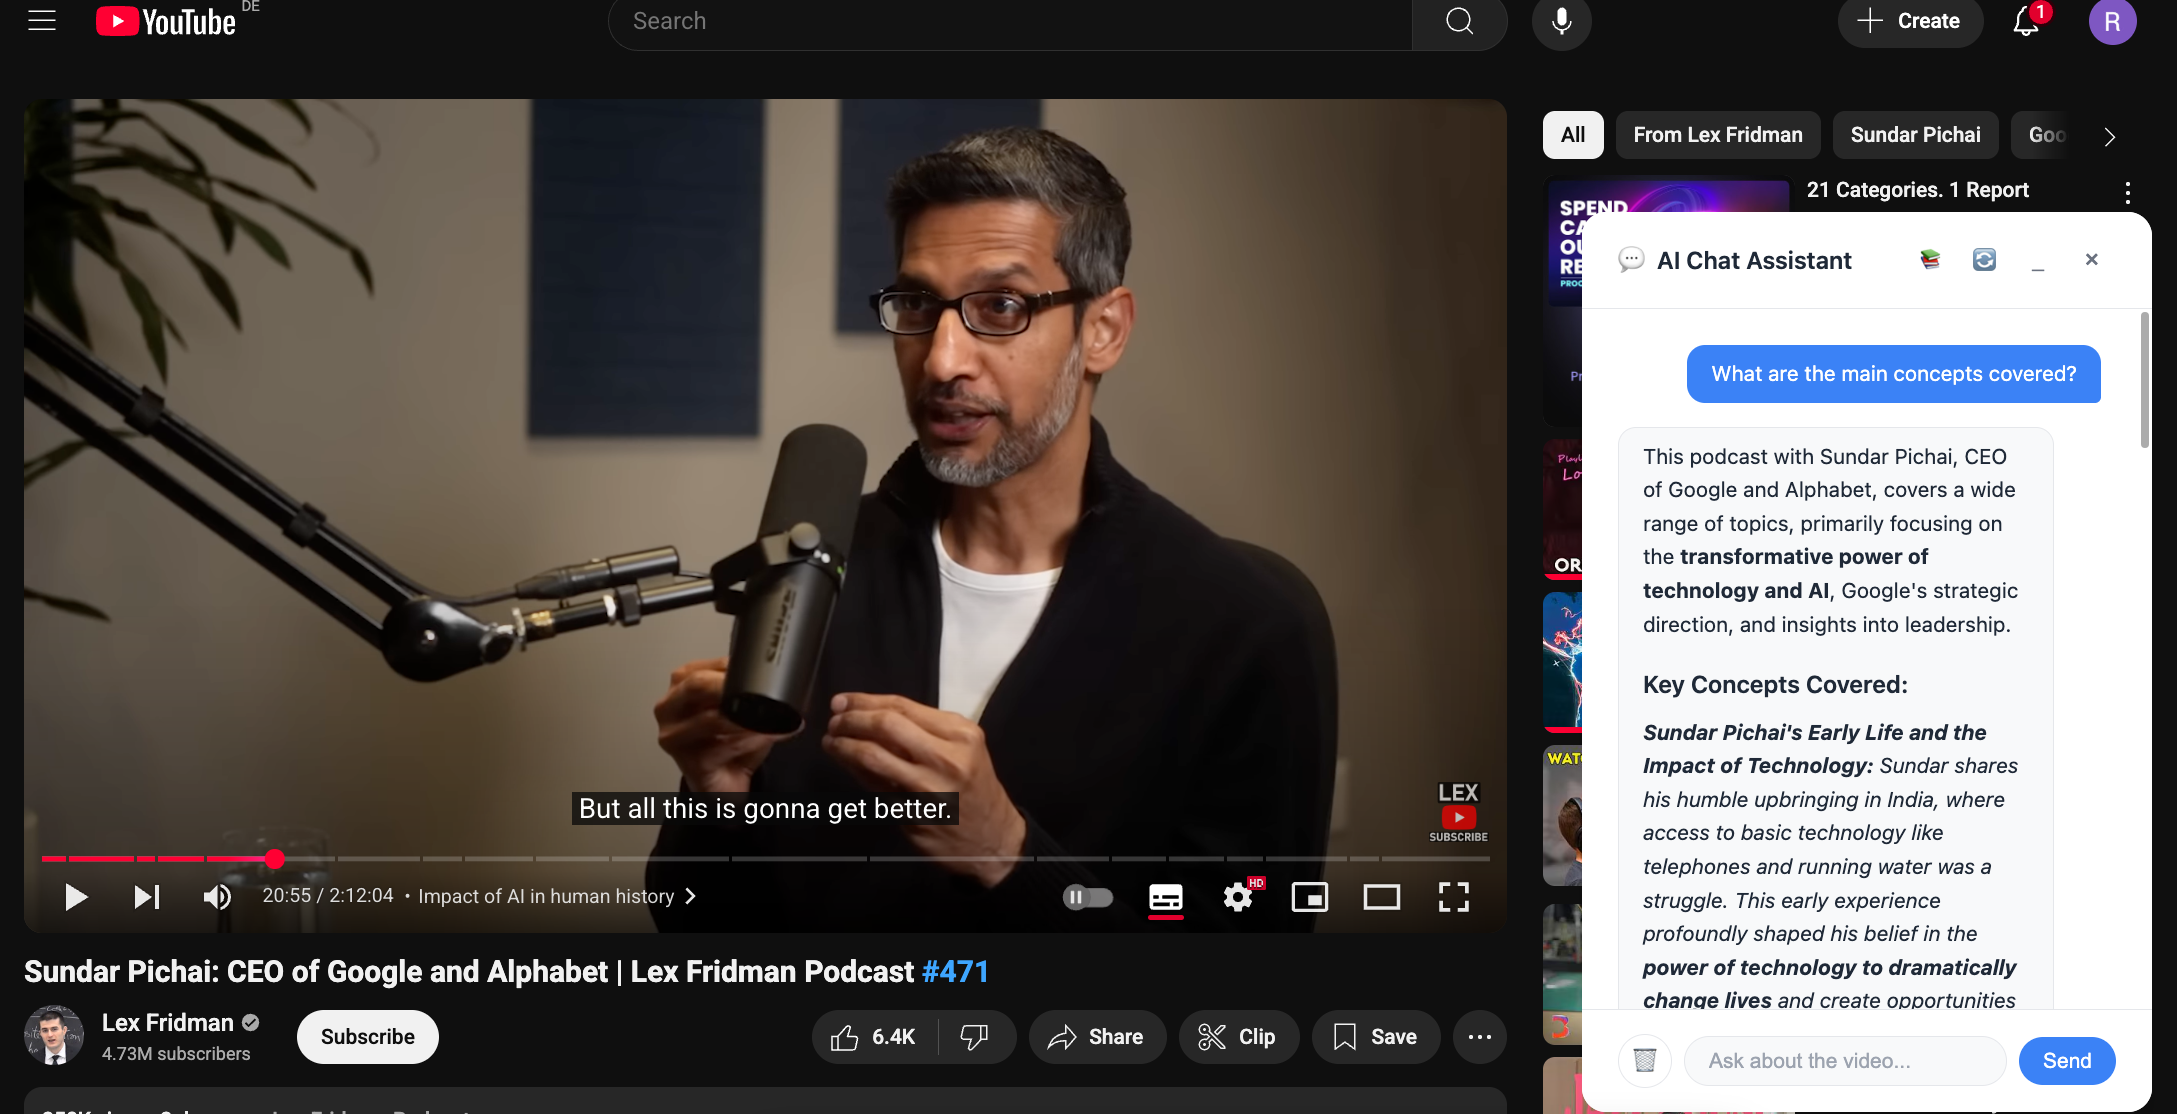 YouTube
DE
Search
Create
1
R
All
From Lex Fridman
Sundar Pichai
Goo
21 Categories. 1 Report
SPEND
AI Chat Assistant
What are the main concepts covered?
This podcast with Sundar Pichai, CEO
of Google and Alphabet, covers a wide
range of topics, primarily focusing on
the transformative power of
technology and AI, Google's strategic
direction, and insights into leadership.
Key Concepts Covered:
Sundar Pichai's Early Life and the
Impact of Technology: Sundar shares
his humble upbringing in India, where
access to basic technology like
telephones and running water was a
struggle. This early experience
profoundly shaped his belief in the
power of technology to dramatically
change lives and create opportunities
Ask about the video...
Send
But all this is gonna get better.
LEX
SUBSCRIBE
20:55 / 2:12:04 • Impact of AI in human history
HD
Sundar Pichai: CEO of Google and Alphabet | Lex Fridman Podcast #471
Lex Fridman
4.73M subscribers
Subscribe
6.4K
Share
Clip
Save